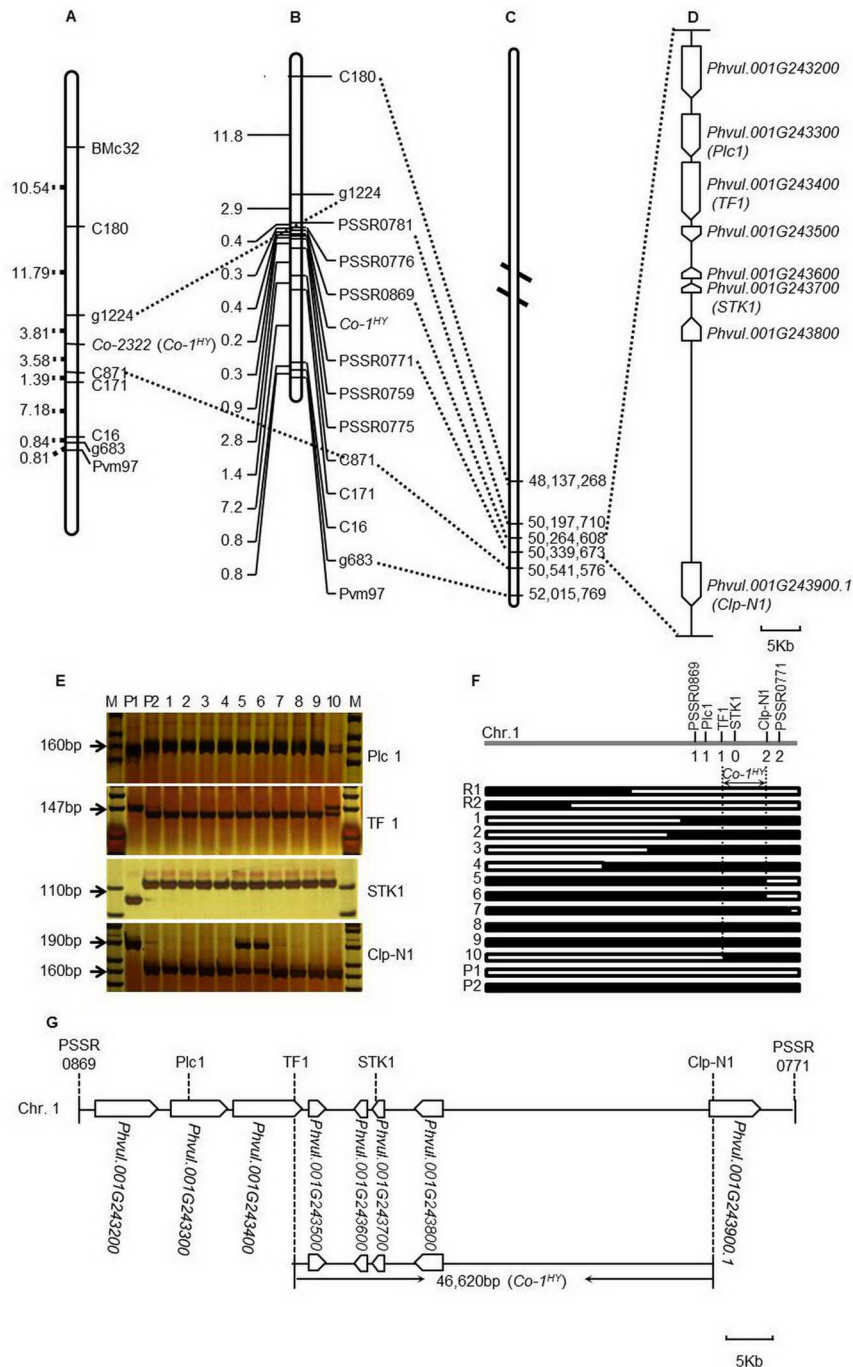 A
BMc32
10.54
C180
11.79
g1224
3.81
Co-2322 (Co-1HY)
3.58
C871
1.39
C171
7.18
C16
0.84
g683
0.81
Pvm97
B
C180
11.8
g1224
2.9
PSSR0781
0.4
PSSR0776
0.3
PSSR0869
0.4
Co-1HY
0.2
PSSR0771
0.3
PSSR0759
0.9
PSSR0775
2.8
C871
1.4
C171
7.2
C16
0.8
g683
0.8
Pvm97
C
48,137,268
50,197,710
50,264,608
50,339,673
50,541,576
52,015,769
D
Phvul.001G243200
Phvul.001G243300
(Plc1)
Phvul.001G243400
(TF1)
Phvul.001G243500
Phvul.001G243600
Phvul.001G243700
(STK1)
Phvul.001G243800
Phvul.001G243900.1
(Clp-N1)
5Kb
E
M P1 P2 1 2 3 4 5 6 7 8 9 10 M
160bp
Plc 1
147bp
TF 1
110bp
STK1
190bp
Clp-N1
160bp
F
PSSR0869
Plc1
TF1
STK1
Clp-N1
PSSR0771
Chr.1
1 1 1 0 2 2
Co-1HY
R1
R2
1
2
3
4
5
6
7
8
9
10
P1
P2
G
PSSR
0869
Plc1
TF1
STK1
Clp-N1
PSSR
0771
Chr. 1
Phvul.001G243200
Phvul.001G243300
Phvul.001G243400
Phvul.001G243500
Phvul.001G243600
Phvul.001G243700
Phvul.001G243800
Phvul.001G243900.1
46,620bp (Co-1HY)
5Kb